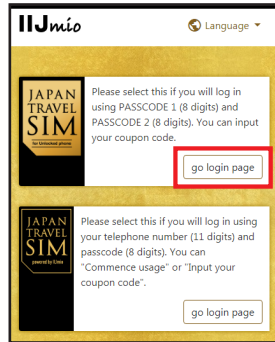 IIJmio
Language
JAPAN
TRAVEL
SIM
for Unlocked phone
Please select this if you will log in
using PASSCODE 1 (8 digits) and
PASSCODE 2 (8 digits). You can input
your coupon code.
go login page
JAPAN
TRAVEL
SIM
powered by IIJmio
Please select this if you will log in using
your telephone number (11 digits) and
passcode (8 digits). You can
"Commence usage" or "Input your
coupon code".
go login page